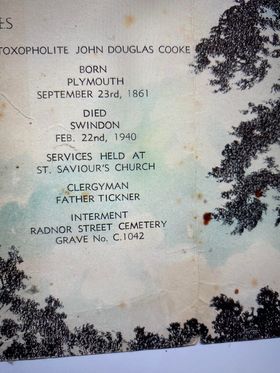 ES
TOXOPHOLITE JOHN DOUGLAS COOKE
BORN
PLYMOUTH
SEPTEMBER 23rd, 1861
DIED
SWINDON
FEB. 22nd, 1940
SERVICES HELD AT
ST. SAVIOUR'S CHURCH
CLERGYMAN
FATHER TICKNER
INTERMENT
RADNOR STREET CEMETERY
GRAVE No. C.1042